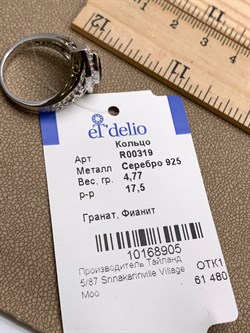 el'delio
Кольцо
Арт R00319
Металл Серебро 925
Вес, гр. 4,77
р-р 17,5
Гранат, Фианит
10168905
Производитель Тайланд
5/87 Srinakarinville Village
Moo
ОТК1
61 480